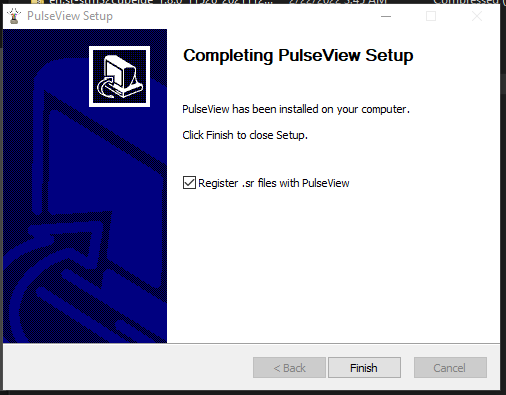 PulseView Setup
Completing PulseView Setup
PulseView has been installed on your computer.
Click Finish to close Setup.
Register .sr files with PulseView
< Back
Finish
Cancel